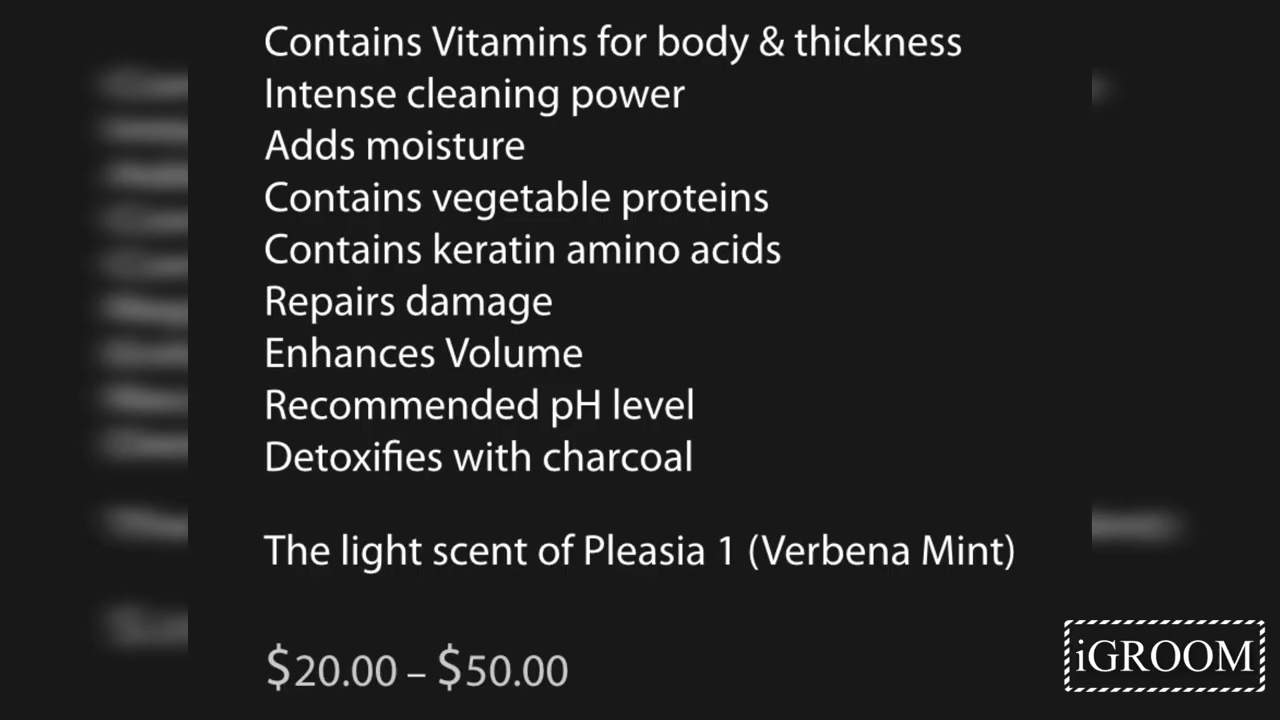 Contains Vitamins for body & thickness
Intense cleaning power
Adds moisture
Contains vegetable proteins
Contains keratin amino acids
Repairs damage
Enhances Volume
Recommended pH level
Detoxifies with charcoal
The light scent of Pleasia 1 (Verbena Mint)
$20.00 – $50.00
iGROOM